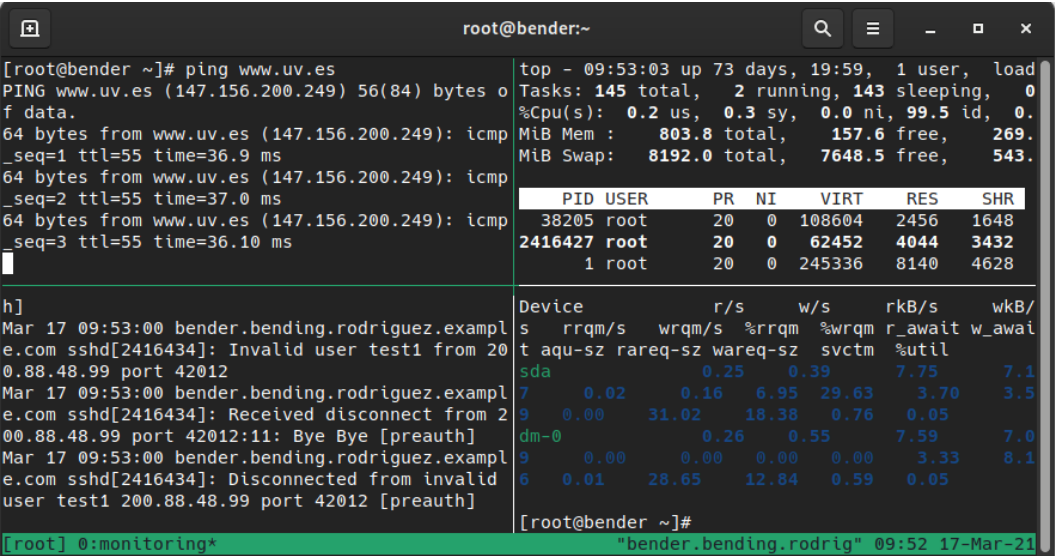 root@bender:~
[root@bender ~]# ping www.uv.es
PING www.uv.es (147.156.200.249) 56(84) bytes o
f data.
64 bytes from www.uv.es (147.156.200.249): icmp
_seq=1 ttl=55 time=36.9 ms
64 bytes from www.uv.es (147.156.200.249): icmp
_seq=2 ttl=55 time=37.0 ms
64 bytes from www.uv.es (147.156.200.249): icmp
_seq=3 ttl=55 time=36.10 ms
top - 09:53:03 up 73 days, 19:59,  1 user,  load
Tasks: 145 total,   2 running, 143 sleeping,   0
%Cpu(s):  0.2 us,  0.3 sy,  0.0 ni, 99.5 id,  0.
MiB Mem :    803.8 total,    157.6 free,    269.
MiB Swap:   8192.0 total,   7648.5 free,    543.
PID USER      PR  NI    VIRT    RES    SHR
38205 root      20   0  108604   2456   1648
2416427 root      20   0   62452   4044   3432
1 root      20   0  245336   8140   4628
h]
Mar 17 09:53:00 bender.bending.rodriguez.exampl
e.com sshd[2416434]: Invalid user test1 from 20
0.88.48.99 port 42012
Mar 17 09:53:00 bender.bending.rodriguez.exampl
e.com sshd[2416434]: Received disconnect from 2
00.88.48.99 port 42012:11: Bye Bye [preauth]
Mar 17 09:53:00 bender.bending.rodriguez.exampl
e.com sshd[2416434]: Disconnected from invalid
user test1 200.88.48.99 port 42012 [preauth]
Device            r/s     w/s     rkB/s     wkB/
s   rrqm/s   wrqm/s  %rrqm  %wrqm r_await w_awai
t aqu-sz rareq-sz wareq-sz  svctm  %util
sda              0.25    0.39      7.75      7.1
7     0.02     0.16   6.95  29.63    3.70    3.5
9   0.00    31.02    18.38   0.76   0.05
dm-0             0.26    0.55      7.59      7.0
9     0.00     0.00   0.00   0.00    3.33    8.1
6   0.01    28.65    12.84   0.59   0.05
[root@bender ~]#
[root] 0:monitoring*                     "bender.bending.rodrig" 09:52 17-Mar-21